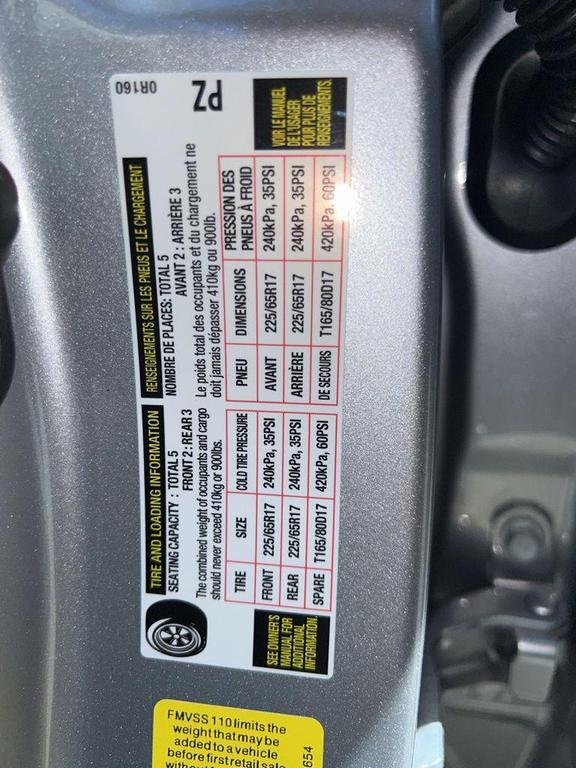 TIRE AND LOADING INFORMATION
SEATING CAPACITY : TOTAL 5
FRONT 2 : REAR 3
The combined weight of occupants and cargo
should never exceed 410kg or 900lbs.
TIRE SIZE COLD TIRE PRESSURE
FRONT 225/65R17 240kPa, 35PSI
REAR 225/65R17 240kPa, 35PSI
SPARE T165/80D17 420kPa, 60PSI
SEE OWNER'S
MANUAL FOR
ADDITIONAL
INFORMATION.
RENSEIGNEMENTS SUR LES PNEUS ET LE CHARGEMENT
NOMBRE DE PLACES: TOTAL 5
AVANT 2 : ARRIÈRE 3
Le poids total des occupants et du chargement ne
doit jamais dépasser 410kg ou 900lb.
PNEU DIMENSIONS PRESSION DES
PNEUS À FROID
AVANT 225/65R17 240kPa, 35PSI
ARRIÈRE 225/65R17 240kPa, 35PSI
DE SECOURS T165/80D17 420kPa, 60PSI
VOIR LE MANUEL
DE L'USAGER
POUR PLUS DE
RENSEIGNEMENTS.
0R160
PZ
FMVSS 110 limits the
weight that may be
added to a vehicle
before first retail sale
654